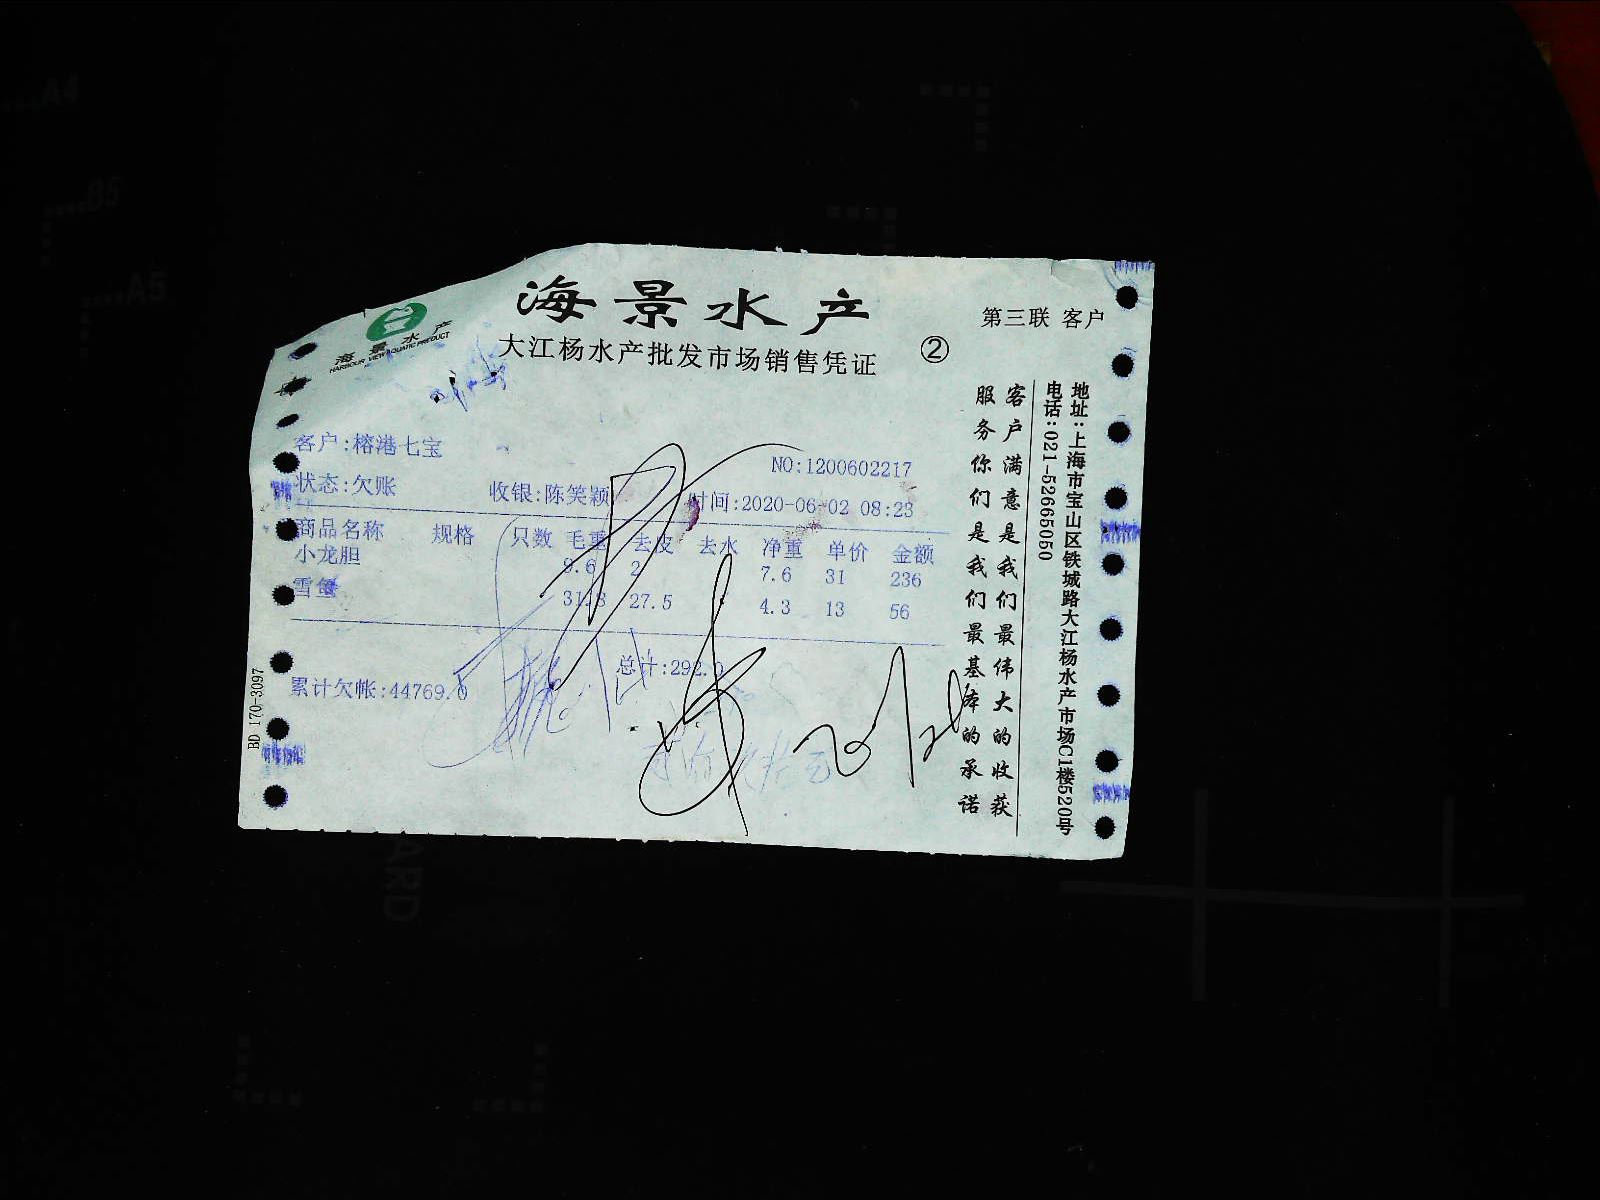 海景水产
HARBOUR VIEW AQUATIC PRODUCT
海景水产
大江杨水产批发市场销售凭证
②
第三联 客户
客户:榕港七宝
NO:1200602217
状态:欠账 收银:陈笑颖 时间:2020-06-02 08:23
商品名称 规格 只数 毛重 去皮 去水 净重 单价 金额
小龙胆 9.6 2 7.6 31 236
雪鱼 31.8 27.5 4.3 13 56
总计:292.0
累计欠帐:44769.0
BD 170-3097
客户满意是我们最伟大的收获
服务你们是我们最基本的承诺
地址:上海市宝山区铁城路大江杨水产市场C1楼520号
电话:021-52665050
A4
B5
A5